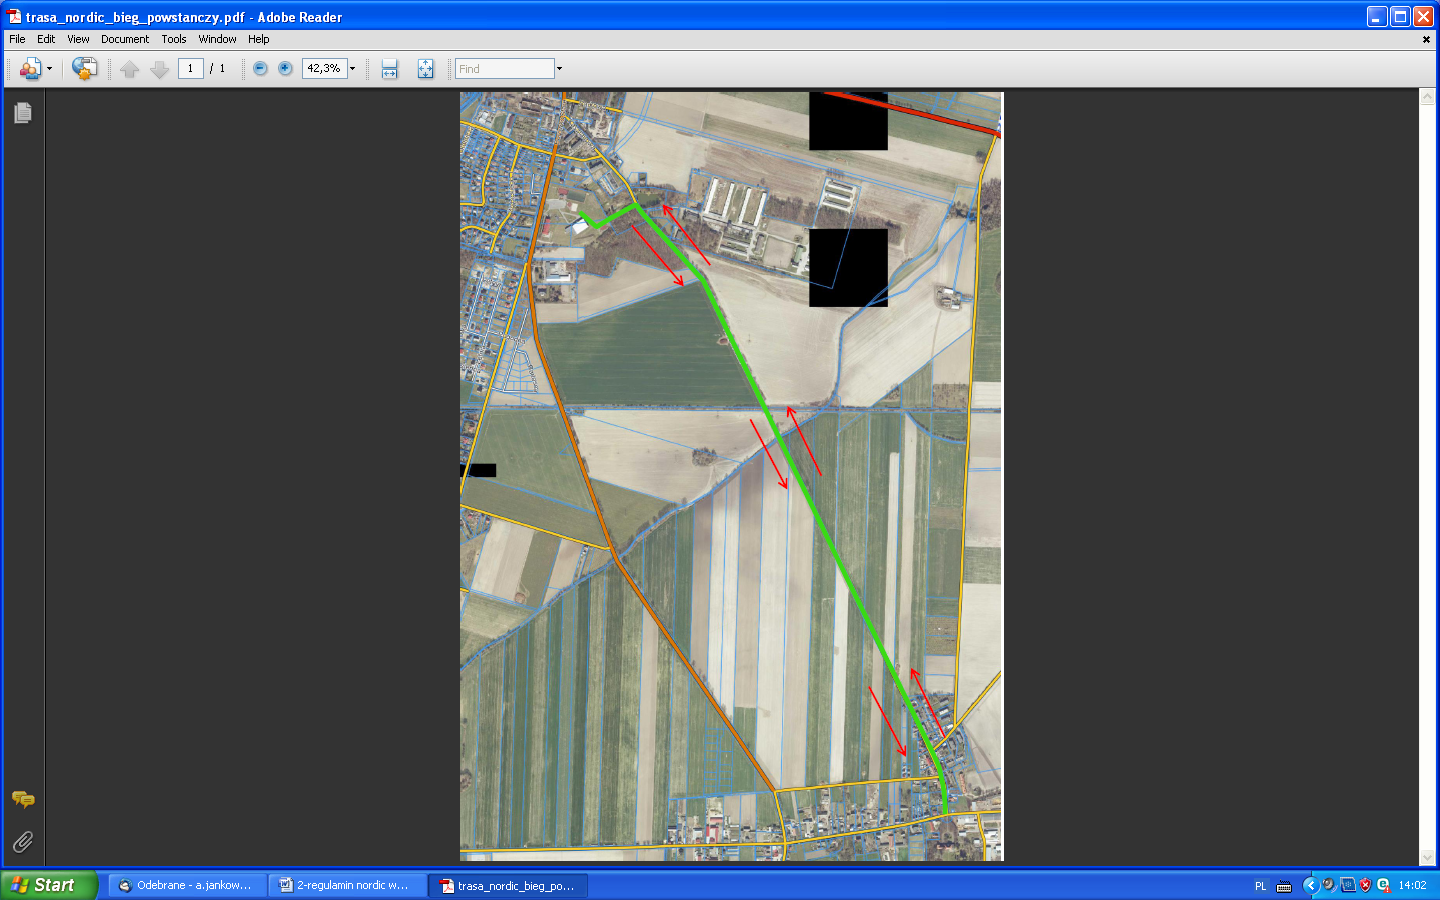 trasa_nordic_bieg_powstanczy.pdf - Adobe Reader
File Edit View Document Tools Window Help
1 / 1 42,3% Find
Start Odebrane - a.jankow... 2-regulamin nordic w... trasa_nordic_bieg_po... PL 14:02